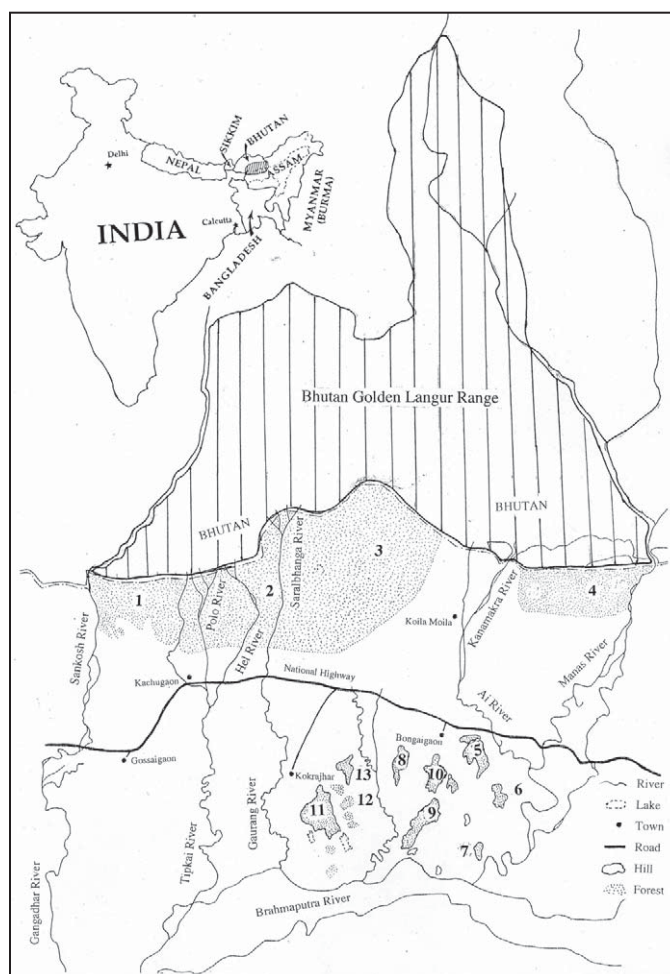 SIKKIM
BHUTAN
Delhi
NEPAL
ASSAM
MYANMAR
(BURMA)
INDIA
Calcutta
BANGLADESH
Bhutan Golden Langur Range
BHUTAN
BHUTAN
1
2
3
4
Sankosh River
Polo River
Hel River
Saralbhanga River
Koila Moila
Kanamakra River
Manas River
Kachugaon
National Highway
Ai River
Gossaigaon
Bongaigaon
Kokrajhar
13
12
11
8
10
5
6
9
7
Gangadhar River
Tipkai River
Gaurang River
Brahmaputra River
River
Lake
Town
Road
Hill
Forest